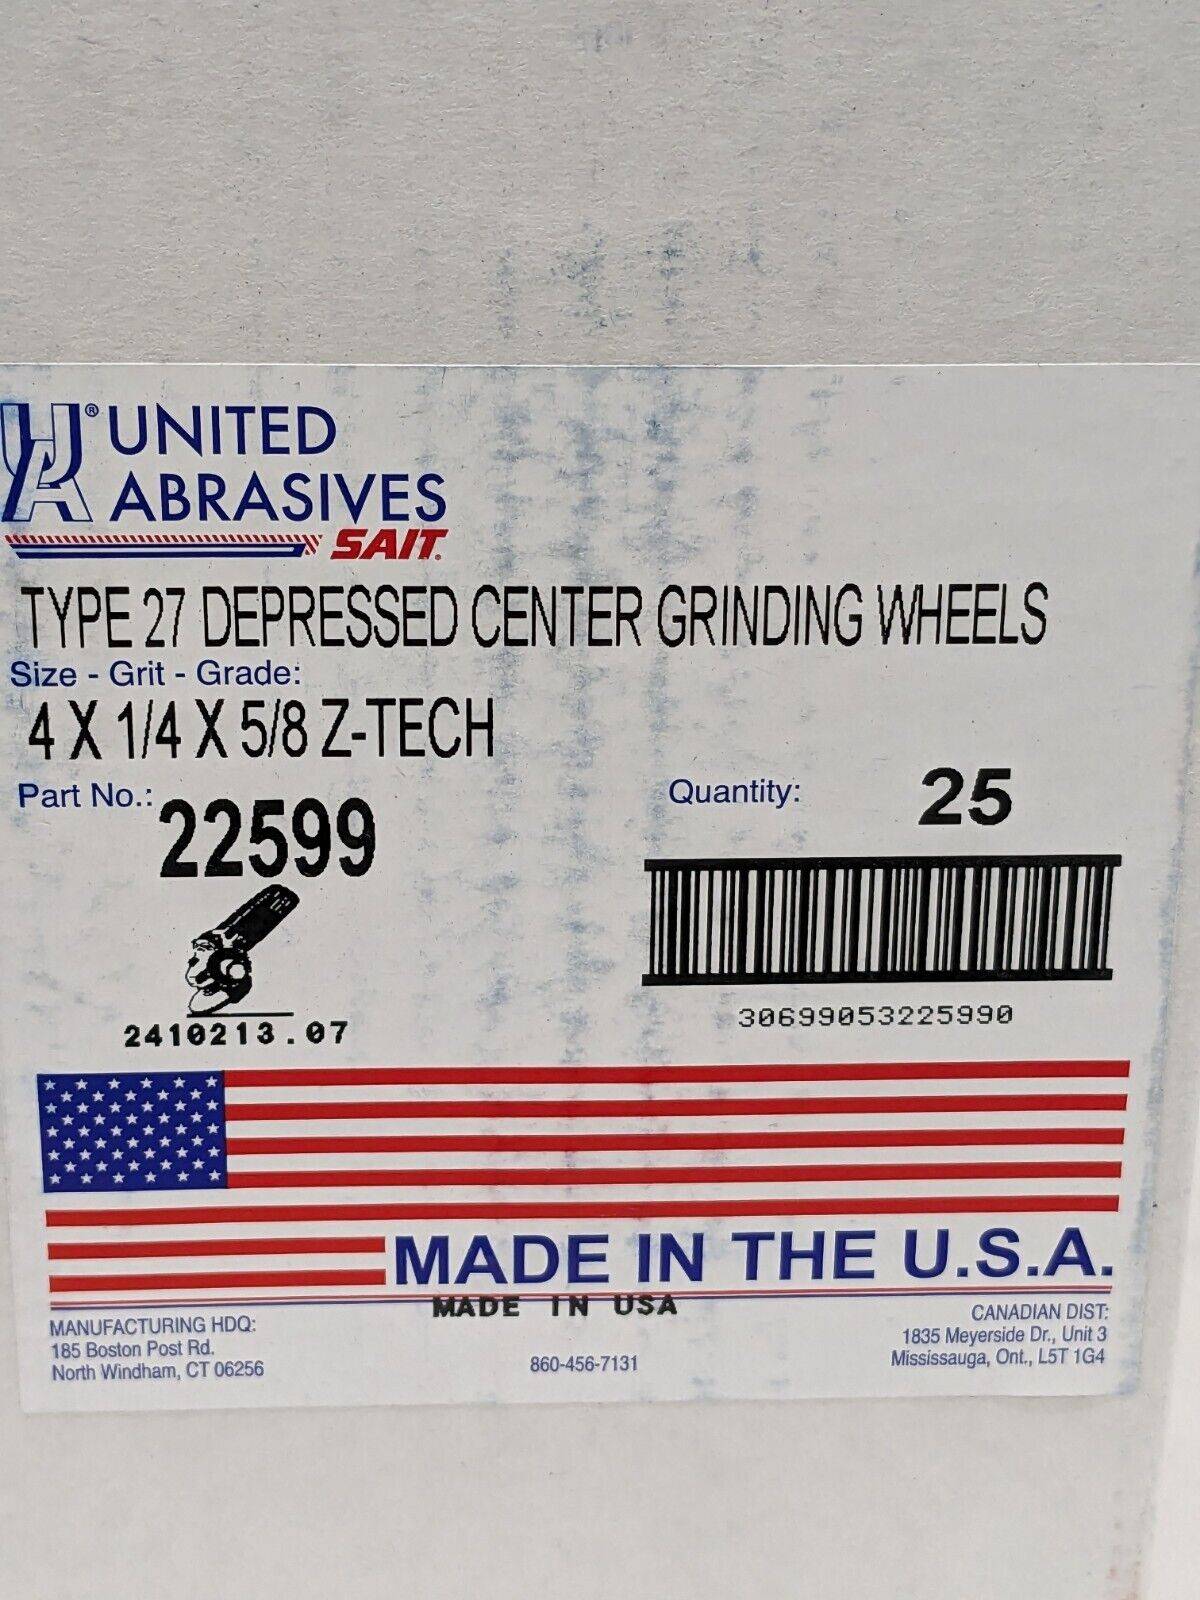 UA® UNITED
ABRASIVES
SAIT®
TYPE 27 DEPRESSED CENTER GRINDING WHEELS
Size - Grit - Grade:
4 X 1/4 X 5/8 Z-TECH
Part No.: 22599
Quantity: 25
2410213.07
30699053225990
MADE IN THE U.S.A.
MADE IN USA
MANUFACTURING HDQ:
185 Boston Post Rd.
North Windham, CT 06256
860-456-7131
CANADIAN DIST:
1835 Meyerside Dr., Unit 3
Mississauga, Ont., L5T 1G4